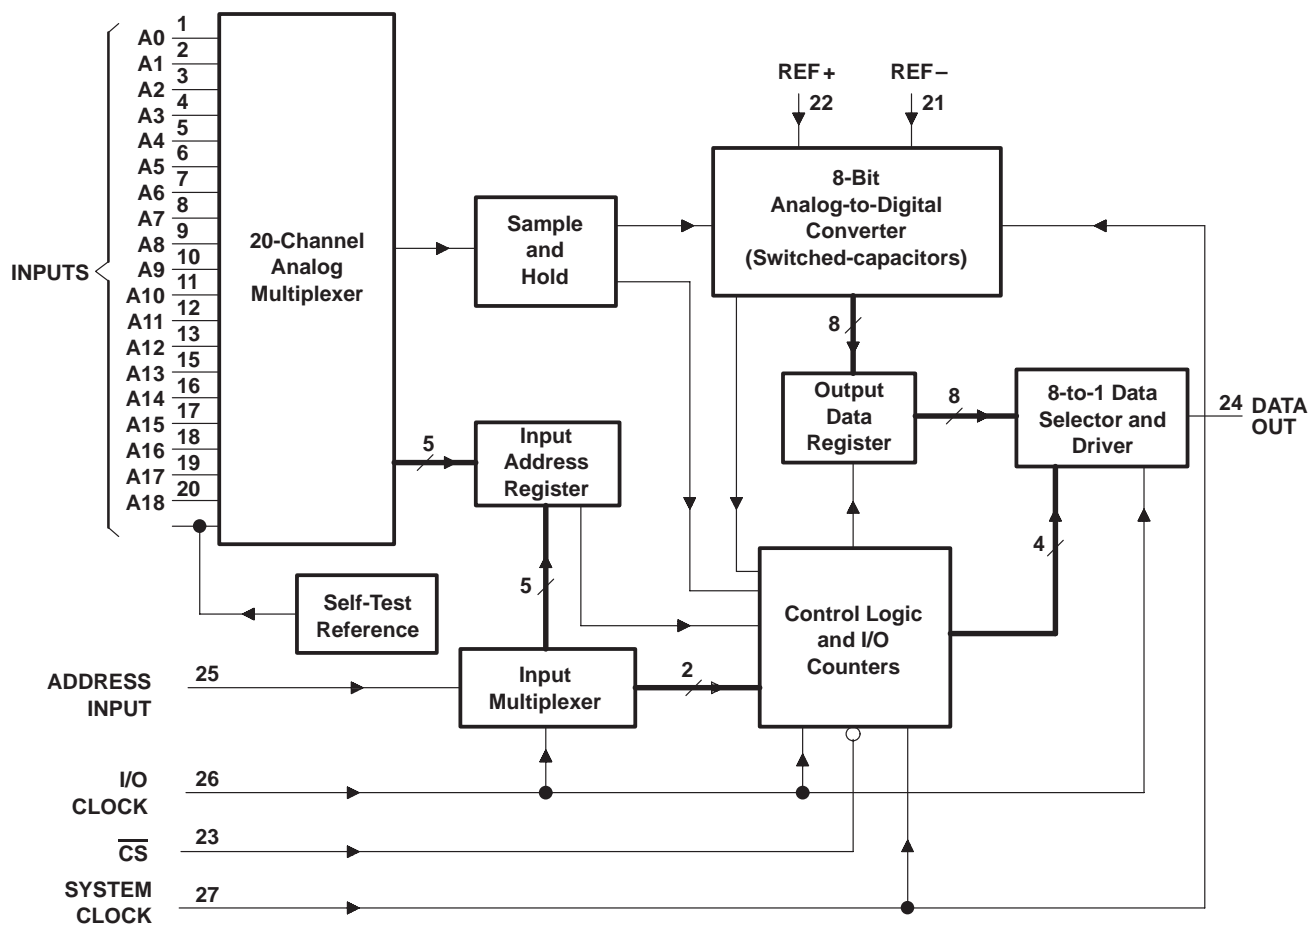 INPUTS
A0 1
A1 2
A2 3
A3 4
A4 5
A5 6
A6 7
A7 8
A8 9
A9 10
A10 11
A11 12
A12 13
A13 15
A14 16
A15 17
A16 18
A17 19
A18 20
20-Channel
Analog
Multiplexer
Sample
and
Hold
REF+
22
REF–
21
8-Bit
Analog-to-Digital
Converter
(Switched-capacitors)
8
Output
Data
Register
8
8-to-1 Data
Selector and
Driver
24 DATA
OUT
5
Input
Address
Register
5
4
Self-Test
Reference
Control Logic
and I/O
Counters
ADDRESS
INPUT
25
Input
Multiplexer
2
I/O
CLOCK
26
CS
23
SYSTEM
CLOCK
27